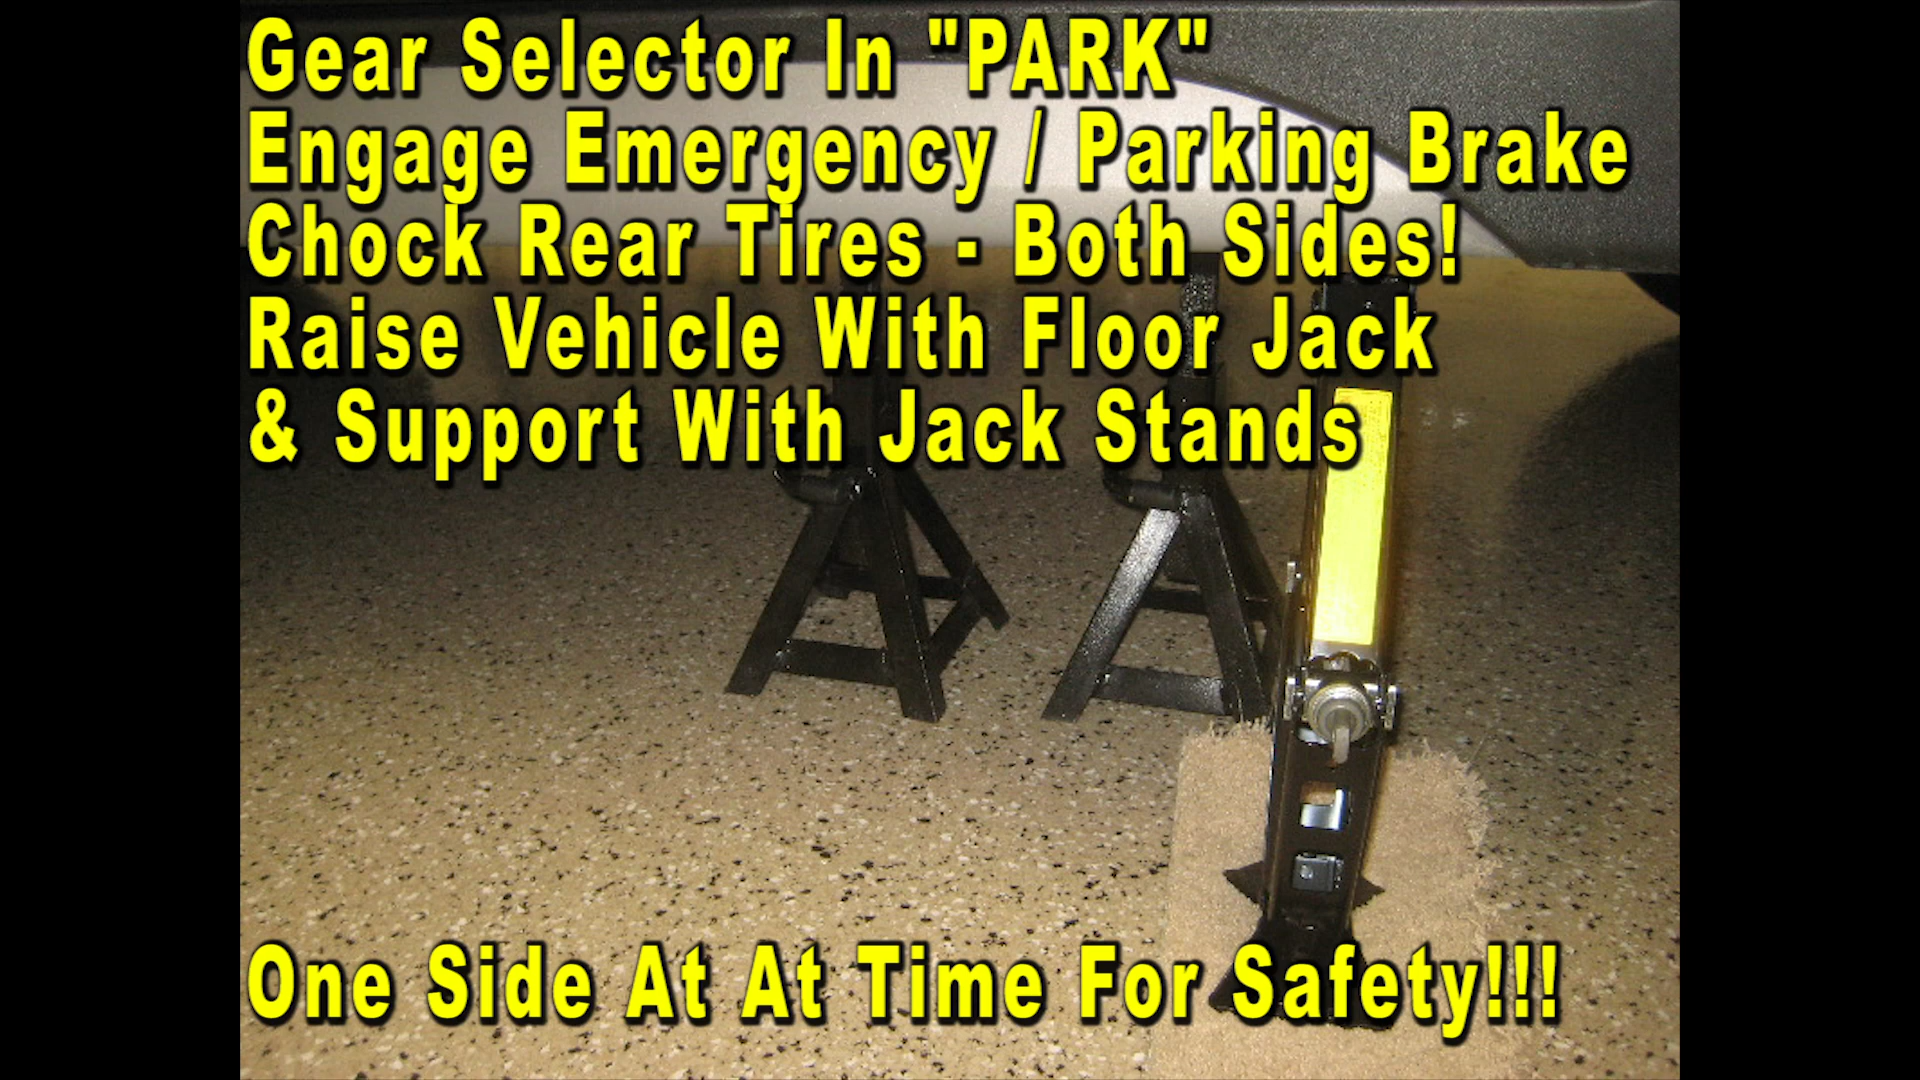 Gear Selector In "PARK"
Engage Emergency / Parking Brake
Chock Rear Tires - Both Sides!
Raise Vehicle With Floor Jack
& Support With Jack Stands
One Side At At Time For Safety!!!